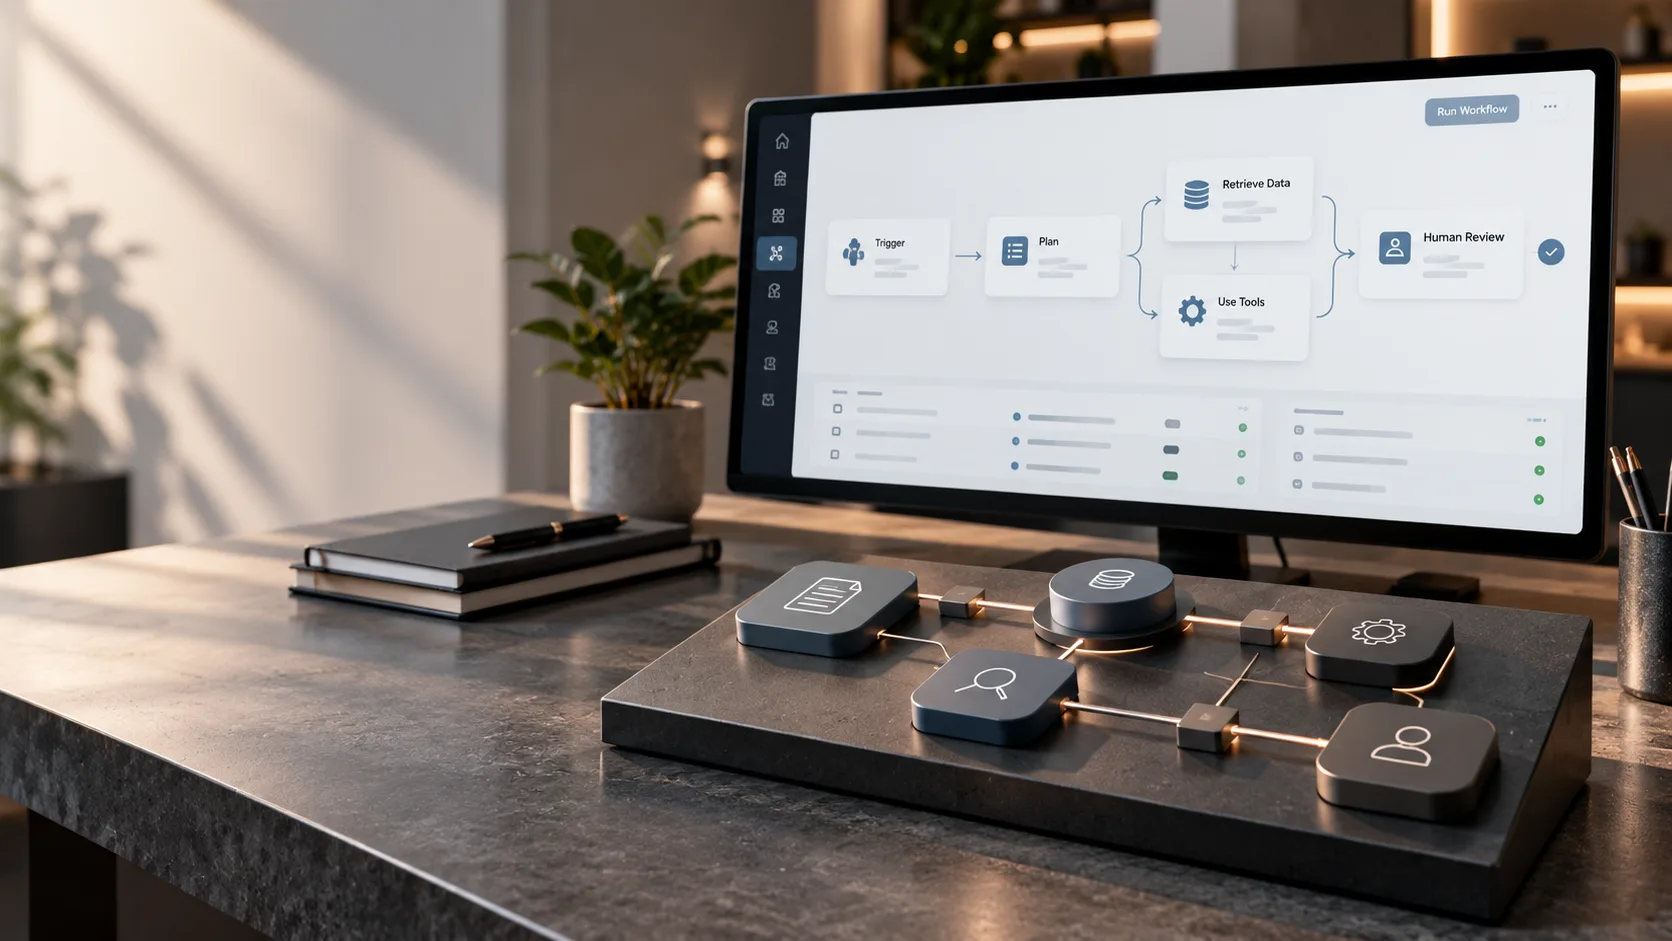 Run Workflow
Trigger
Plan
Retrieve Data
Use Tools
Human Review